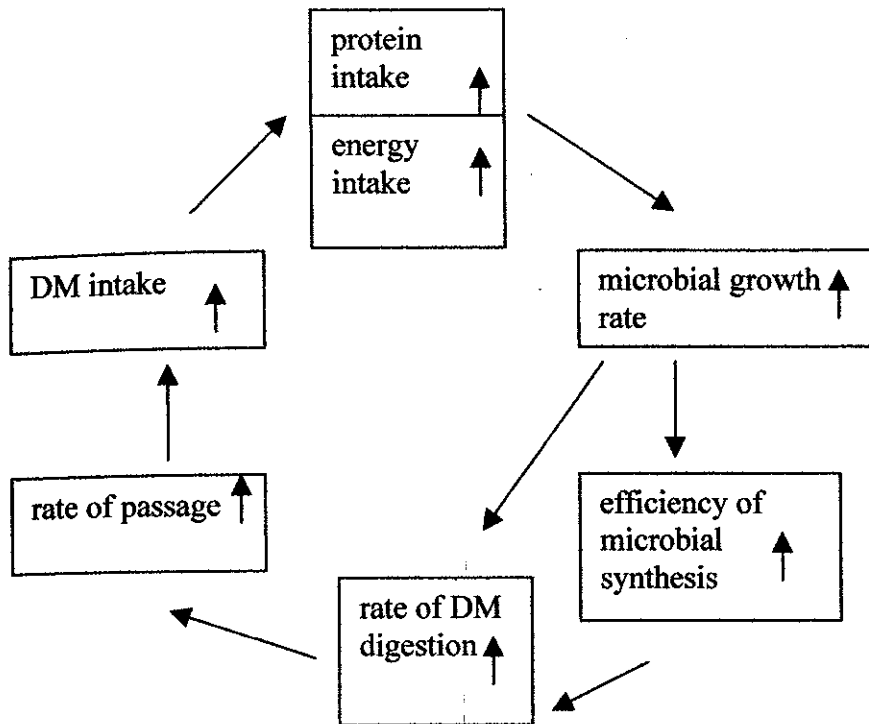 protein
intake
energy
intake
DM intake
microbial growth
rate
rate of passage
efficiency of
microbial
synthesis
rate of DM
digestion